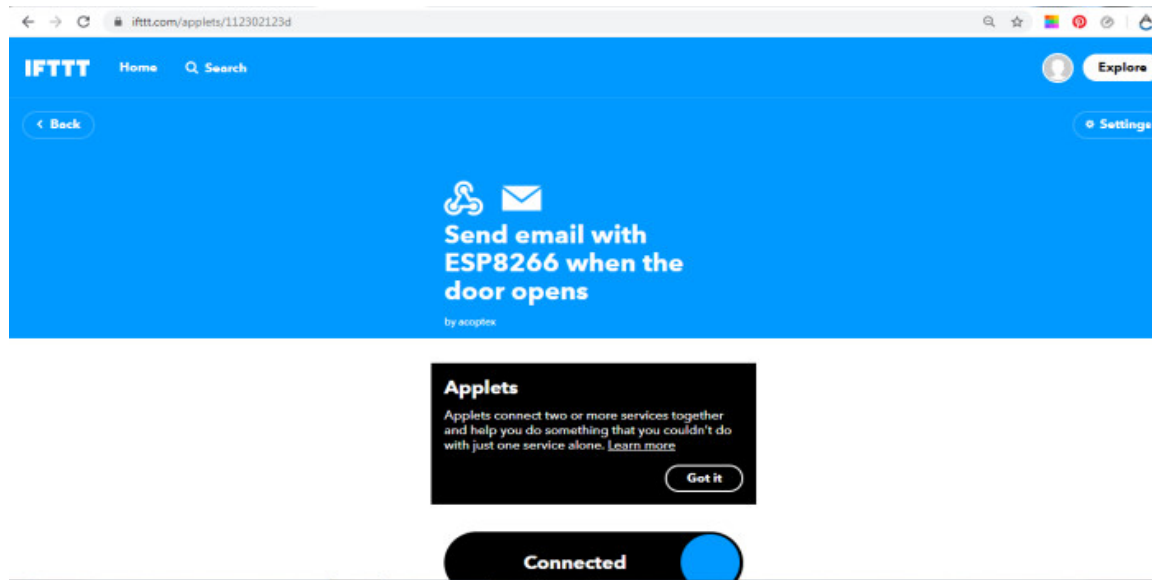 ifttt.com/applets/112302123d
IFTTT Home Search Explore
Back Settings
Send email with
ESP8266 when the
door opens
by acoptex
Applets
Applets connect two or more services together
and help you do something that you couldn't do
with just one service alone. Learn more
Got it
Connected